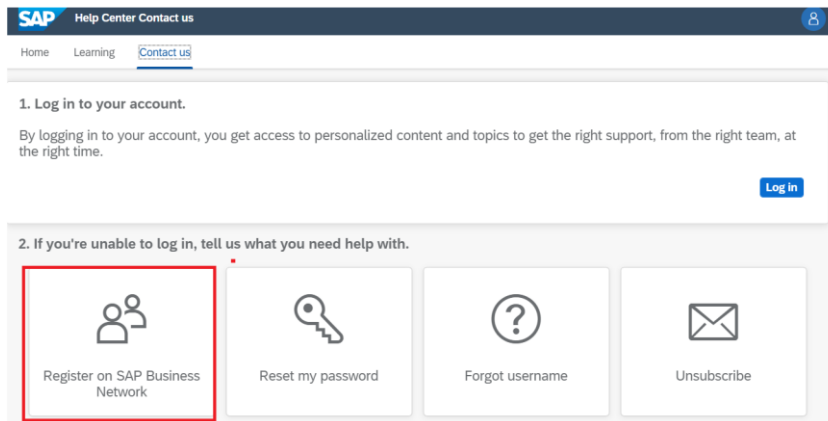 SAP Help Center Contact us
Home Learning Contact us
1. Log in to your account.
By logging in to your account, you get access to personalized content and topics to get the right support, from the right team, at
the right time.
Log in
2. If you're unable to log in, tell us what you need help with.
Register on SAP Business
Network
Reset my password
Forgot username
Unsubscribe